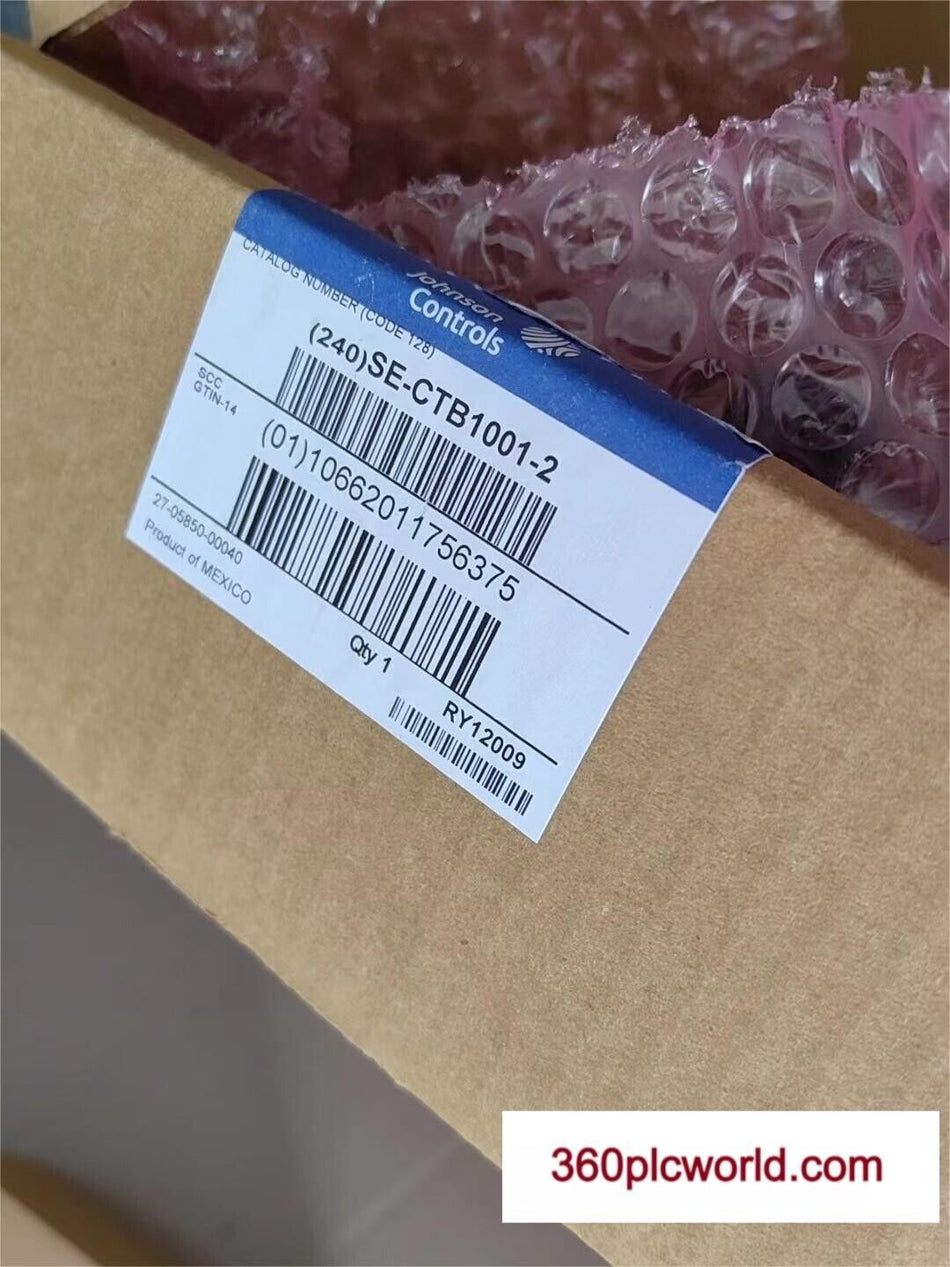 Johnson
Controls
CATALOG NUMBER (CODE 128)
(240)SE-CTB1001-2
SCC
GTIN-14
(01)10662011756375
27-05850-00040
Product of MEXICO
Qty 1
RY12009
360plcworld.com